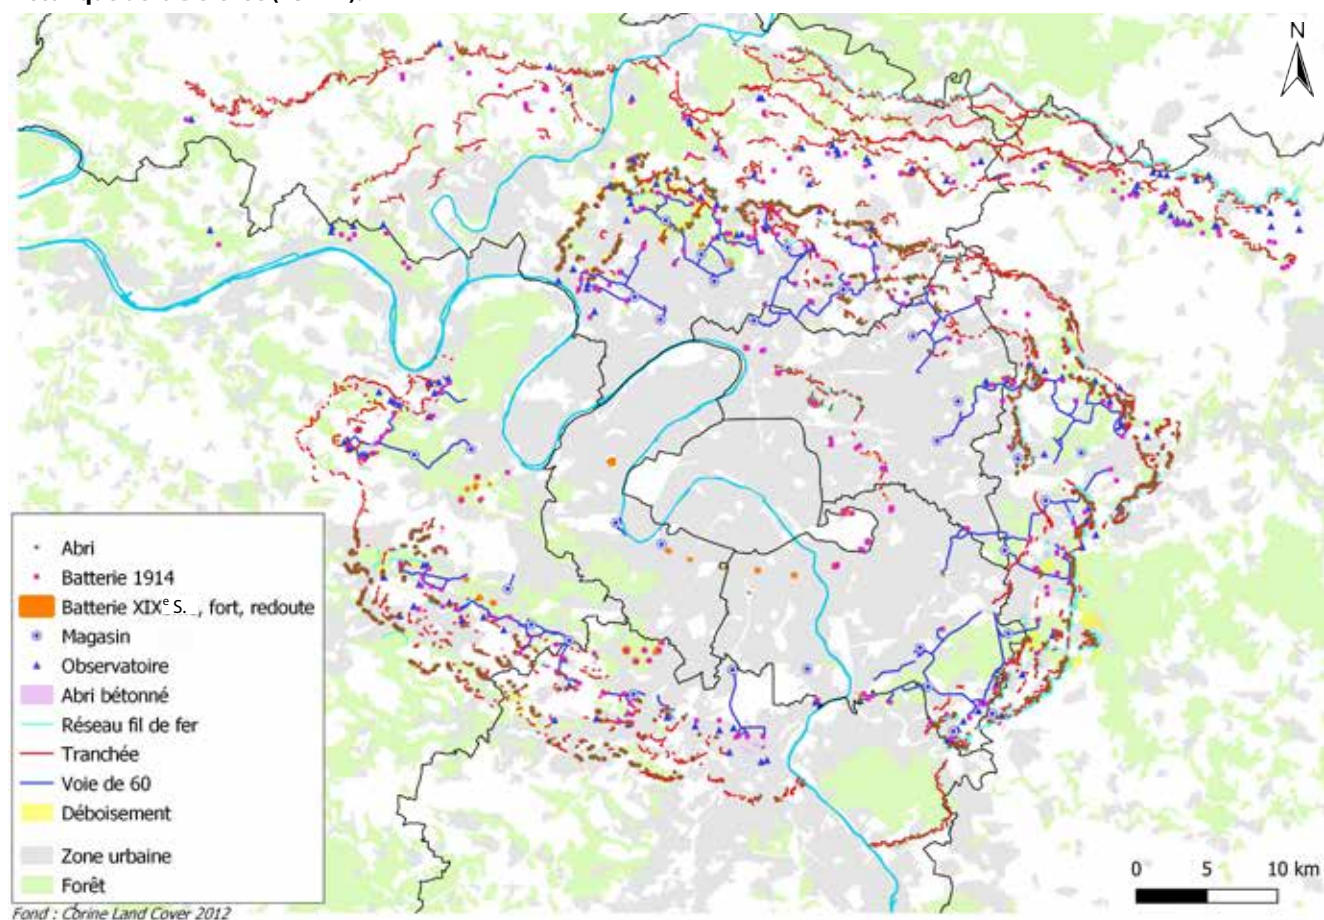 N
Abri
Batterie 1914
Batterie XIXe S. , fort, redoute
Magasin
Observatoire
Abri bétonné
Réseau fil de fer
Tranchée
Voie de 60
Déboisement
Zone urbaine
Forêt
0 5 10 km
Fond : Corine Land Cover 2012